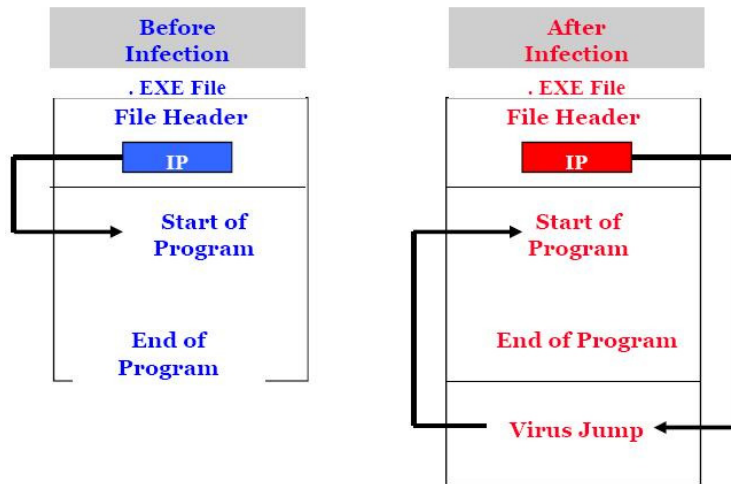 Before
Infection
. EXE File
File Header
IP
Start of
Program
End of
Program
After
Infection
. EXE File
File Header
IP
Start of
Program
End of Program
Virus Jump